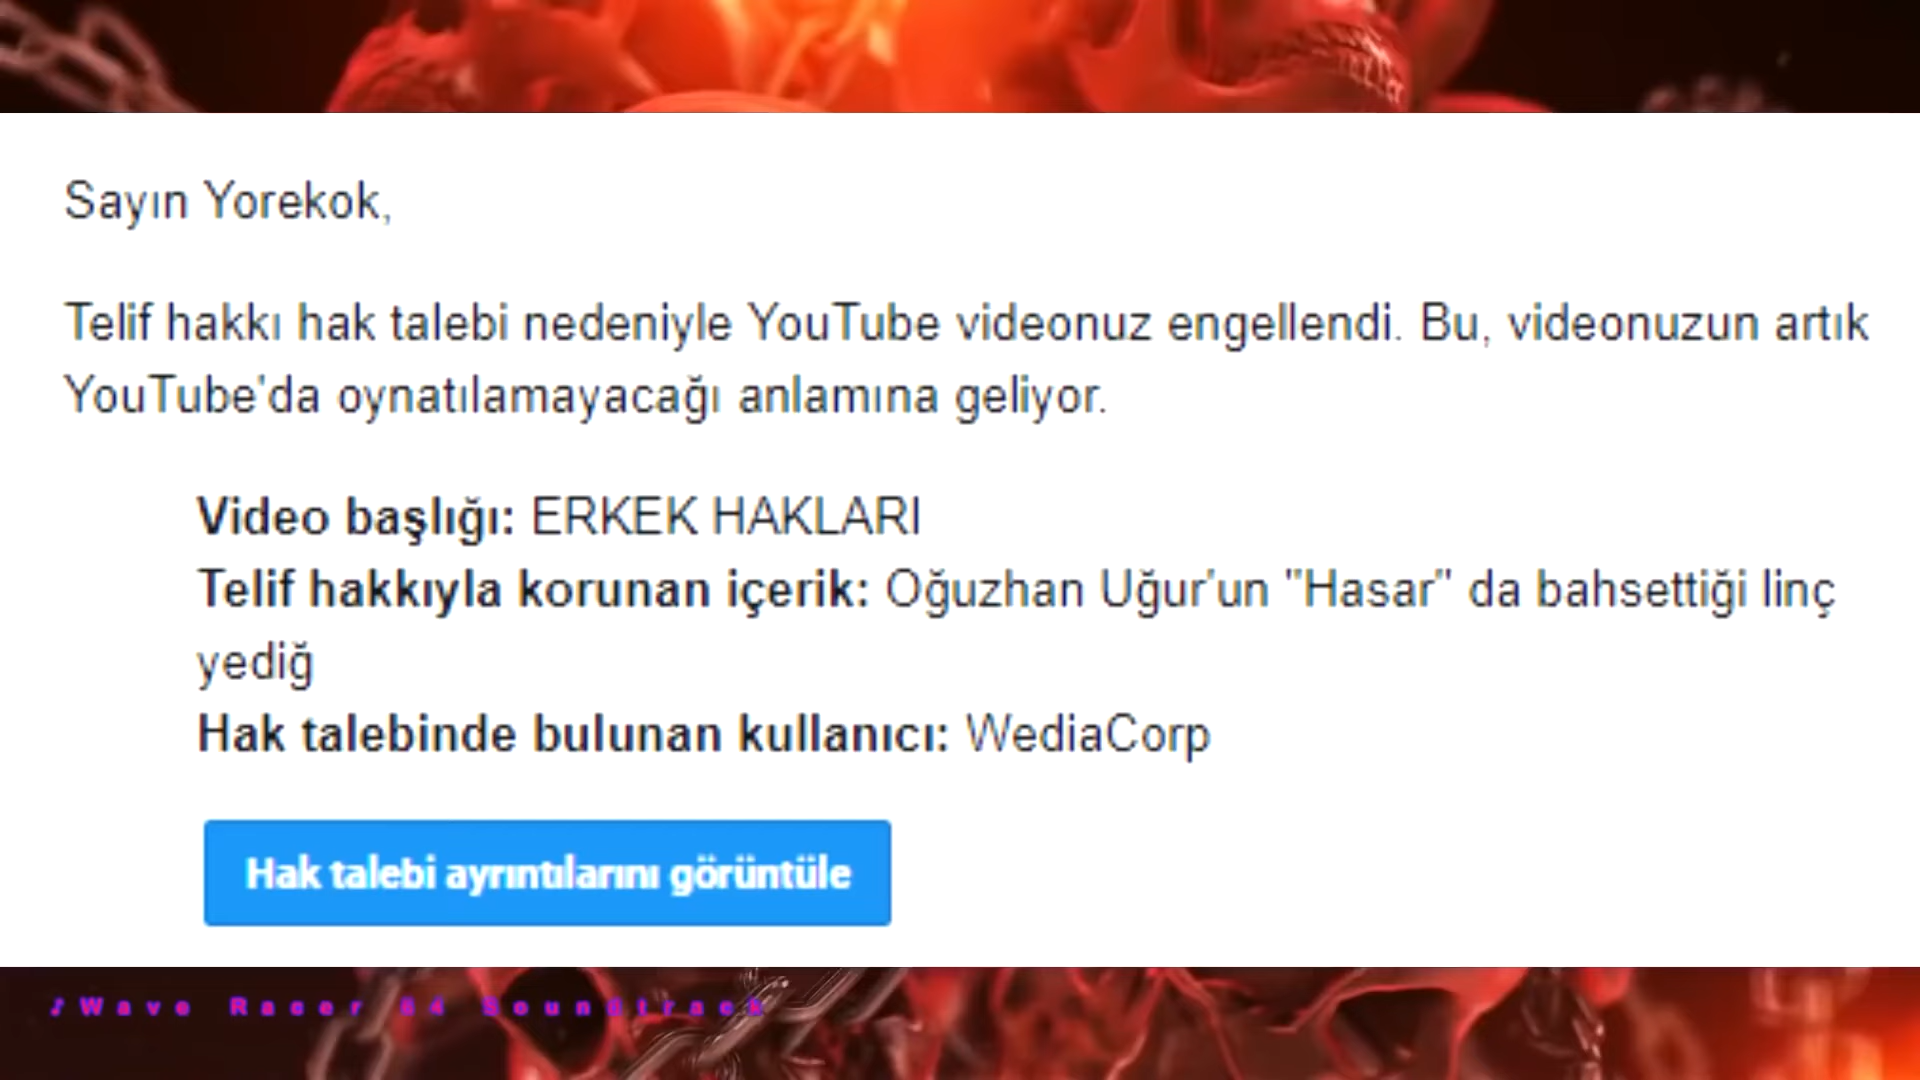 Sayın Yorekok,
Telif hakkı hak talebi nedeniyle YouTube videonuz engellendi. Bu, videonuzun artık
YouTube'da oynatılamayacağı anlamına geliyor.
Video başlığı: ERKEK HAKLARI
Telif hakkıyla korunan içerik: Oğuzhan Uğur'un "Hasar" da bahsettiği linç
yediğ
Hak talebinde bulunan kullanıcı: WediaCorp
Hak talebi ayrıntılarını görüntüle
♪Wave Racer 64 Soundtrack